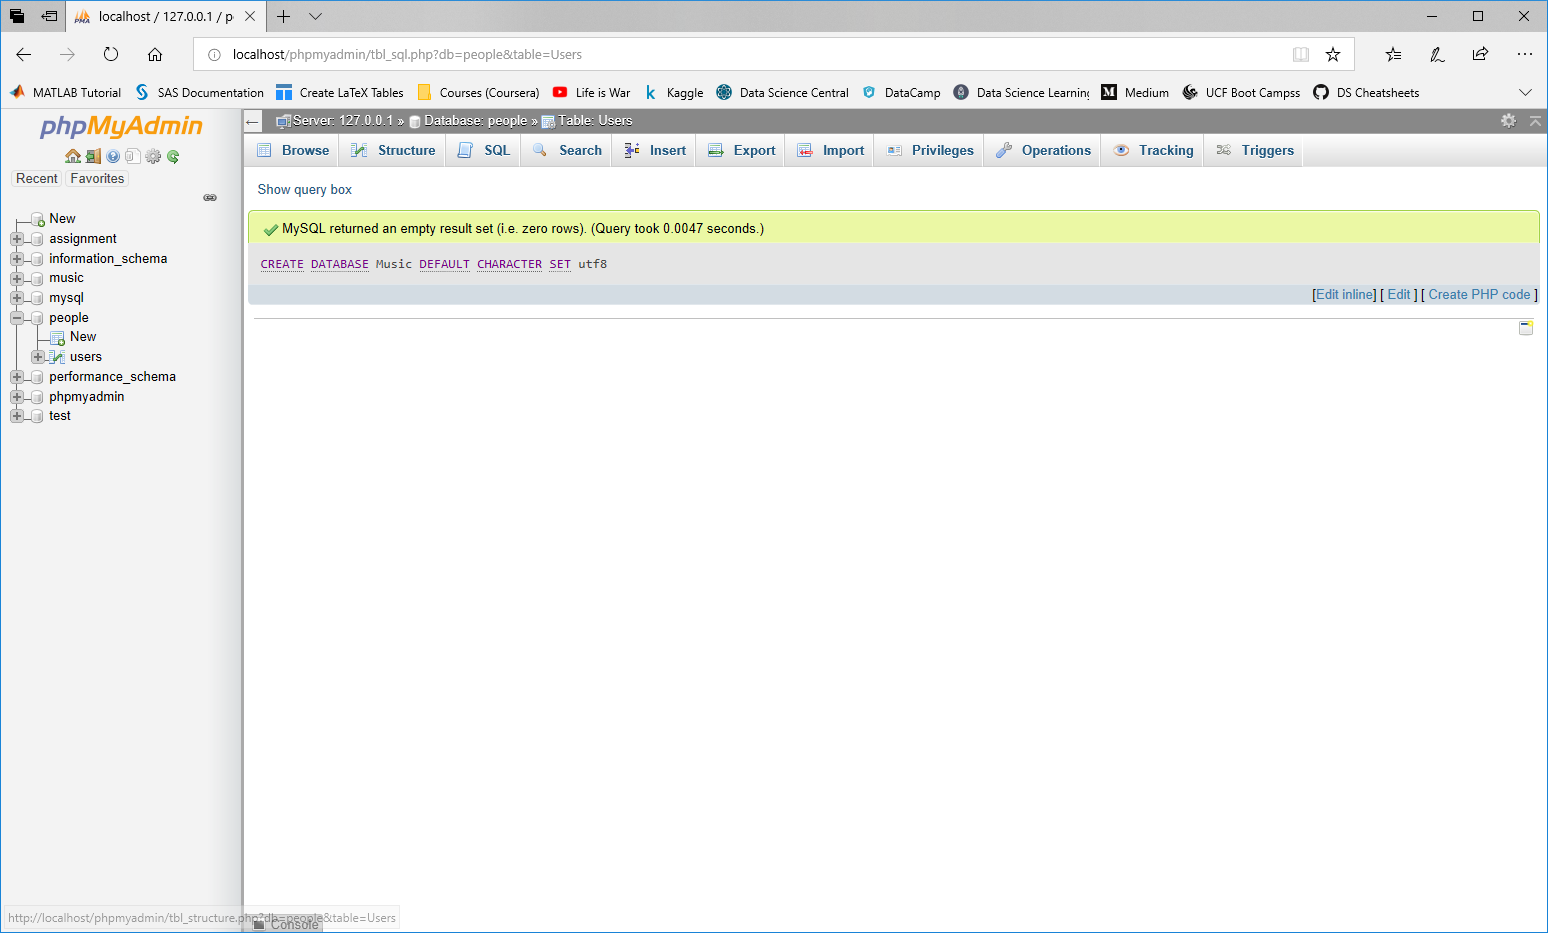 localhost / 127.0.0.1 / p
localhost/phpmyadmin/tbl_sql.php?db=people&table=Users
MATLAB Tutorial SAS Documentation Create LaTeX Tables Courses (Coursera) Life is War Kaggle Data Science Central DataCamp Data Science Learning Medium UCF Boot Campss DS Cheatsheets
phpMyAdmin
Recent Favorites
New
assignment
information_schema
music
mysql
people
New
users
performance_schema
phpmyadmin
test
Server: 127.0.0.1 » Database: people » Table: Users
Browse Structure SQL Search Insert Export Import Privileges Operations Tracking Triggers
Show query box
MySQL returned an empty result set (i.e. zero rows). (Query took 0.0047 seconds.)
CREATE DATABASE Music DEFAULT CHARACTER SET utf8
[Edit inline] [ Edit ] [ Create PHP code ]
http://localhost/phpmyadmin/tbl_structure.php?db=people&table=Users
Console